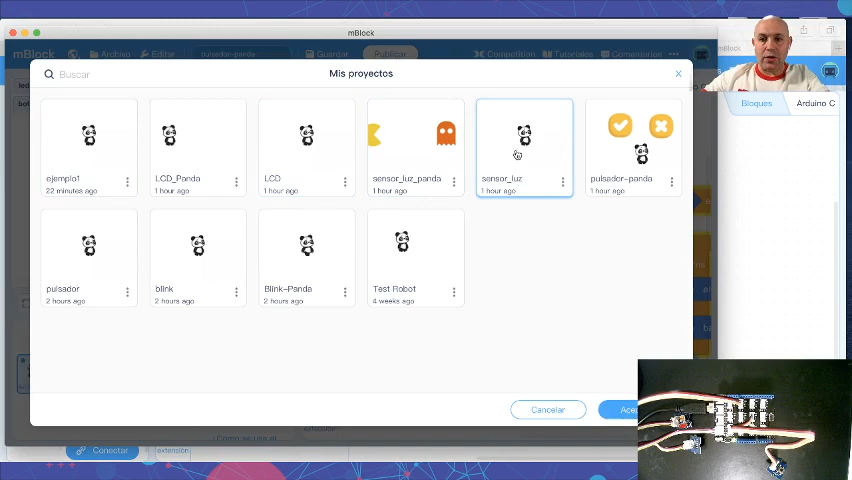 mBlock
mBlock
Archivo
Editar
pulsador-panda
Guardar
Publicar
Competition
Tutoriales
Comentarios
mBlock
Buscar
Mis proyectos
X
Bloques
Arduino C
ejemplo1
22 minutes ago
LCD_Panda
1 hour ago
LCD
1 hour ago
sensor_luz_panda
1 hour ago
sensor_luz
1 hour ago
pulsador-panda
1 hour ago
pulsador
2 hours ago
blink
2 hours ago
Blink-Panda
2 hours ago
Test Robot
4 weeks ago
Cancelar
Conectar
extensión